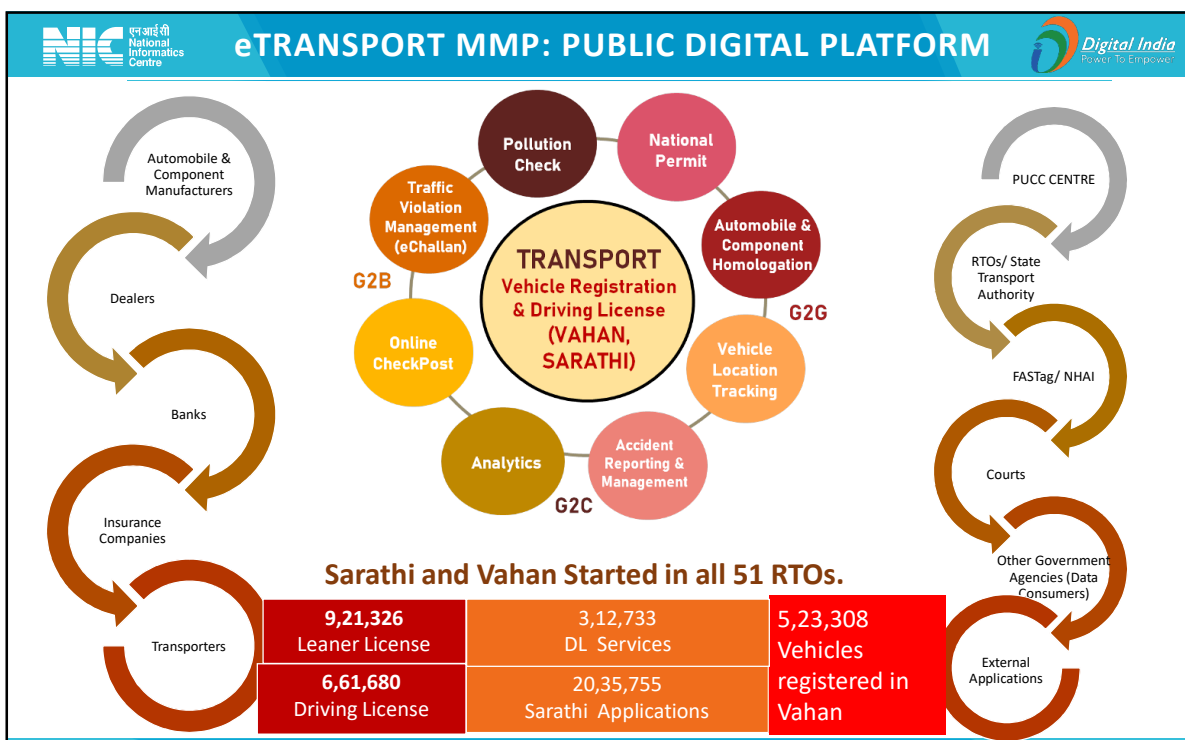 NIC
एन आई सी
National
Informatics
Centre
eTRANSPORT MMP: PUBLIC DIGITAL PLATFORM
Digital India
Power To Empower
Automobile &
Component
Manufacturers
Dealers
Banks
Insurance
Companies
Transporters
Pollution
Check
National
Permit
Traffic
Violation
Management
(eChallan)
Automobile &
Component
Homologation
TRANSPORT
Vehicle Registration
& Driving License
(VAHAN,
SARATHI)
G2B
G2G
Online
CheckPost
Vehicle
Location
Tracking
Analytics
Accident
Reporting &
Management
G2C
PUCC CENTRE
RTOs/ State
Transport
Authority
FASTag/ NHAI
Courts
Other Government
Agencies (Data
Consumers)
External
Applications
Sarathi and Vahan Started in all 51 RTOs.
9,21,326
Leaner License
3,12,733
DL Services
5,23,308
Vehicles
registered in
Vahan
6,61,680
Driving License
20,35,755
Sarathi Applications